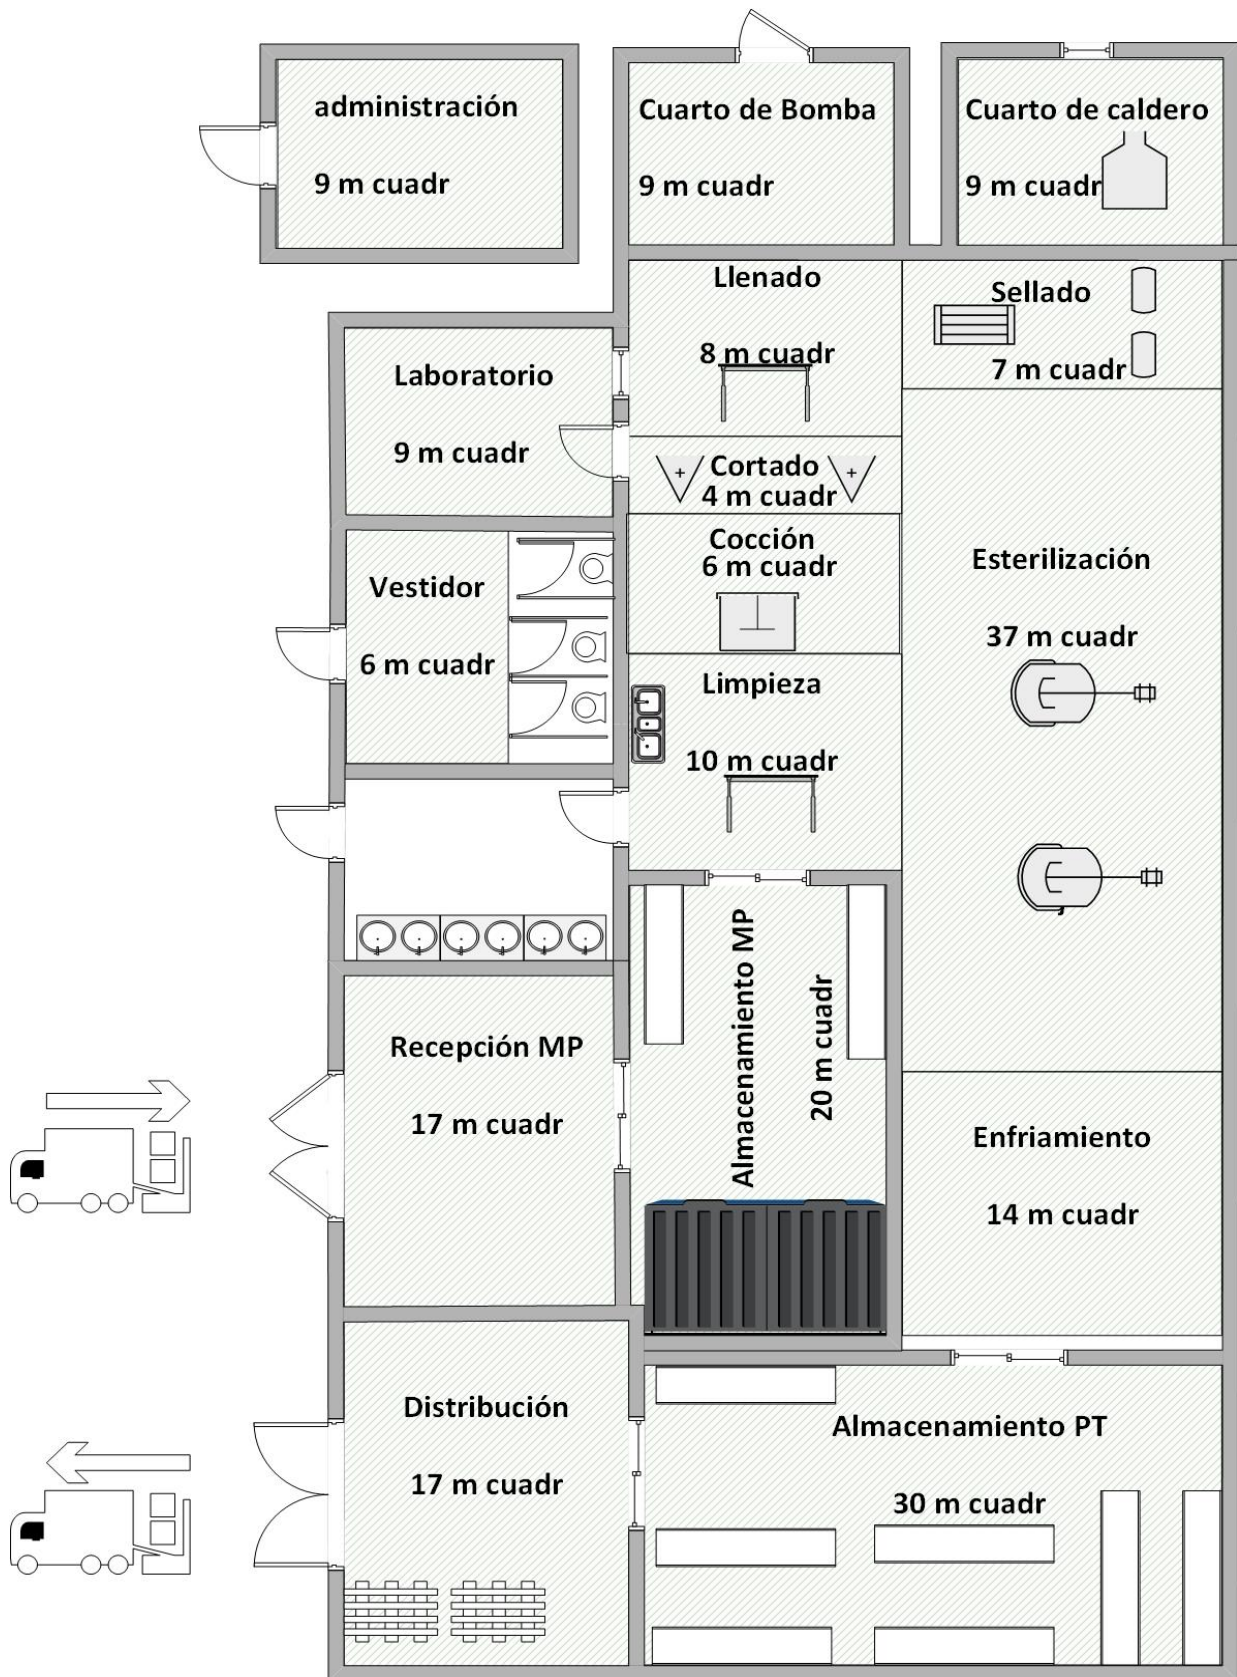 administración
9 m cuadr
Cuarto de Bomba
9 m cuadr
Cuarto de caldero
9 m cuadr
Llenado
8 m cuadr
Sellado
7 m cuadr
Laboratorio
9 m cuadr
Cortado
4 m cuadr
Cocción
6 m cuadr
Esterilización
37 m cuadr
Vestidor
6 m cuadr
Limpieza
10 m cuadr
Almacenamiento MP
20 m cuadr
Recepción MP
17 m cuadr
Enfriamiento
14 m cuadr
Distribución
17 m cuadr
Almacenamiento PT
30 m cuadr